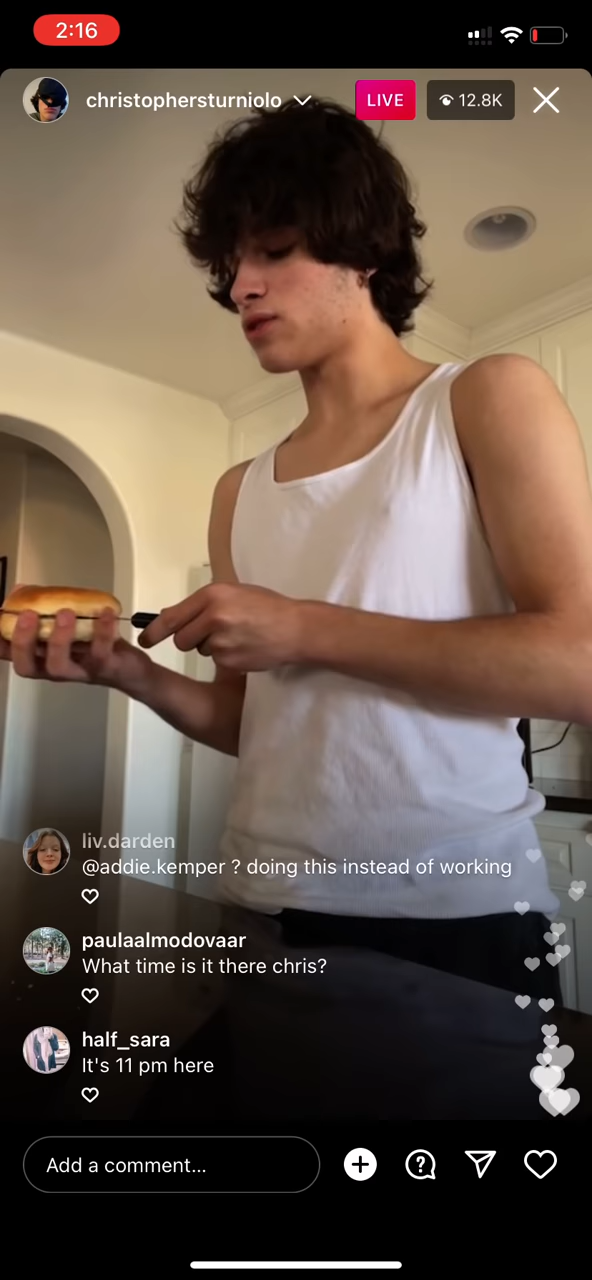 2:16
christophersturniolo
LIVE
12.8K
liv.darden
@addie.kemper ? doing this instead of working
paulaalmodovaar
What time is it there chris?
half_sara
It's 11 pm here
Add a comment...